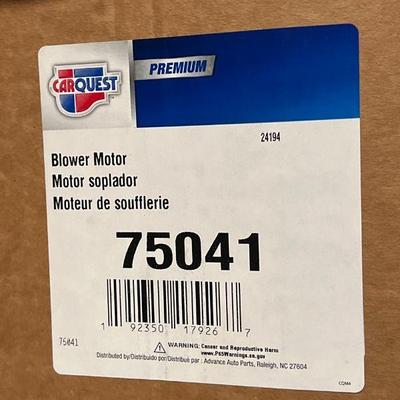 CARQUEST
PREMIUM
24194
Blower Motor
Motor soplador
Moteur de soufflerie
75041
1 92350 17926 7
75041
WARNING: Cancer and Reproductive Harm
www.P65Warnings.ca.gov
Distributed by/Distribuido por/Distribué par : Advance Auto Parts, Raleigh, NC 27604
CQM4